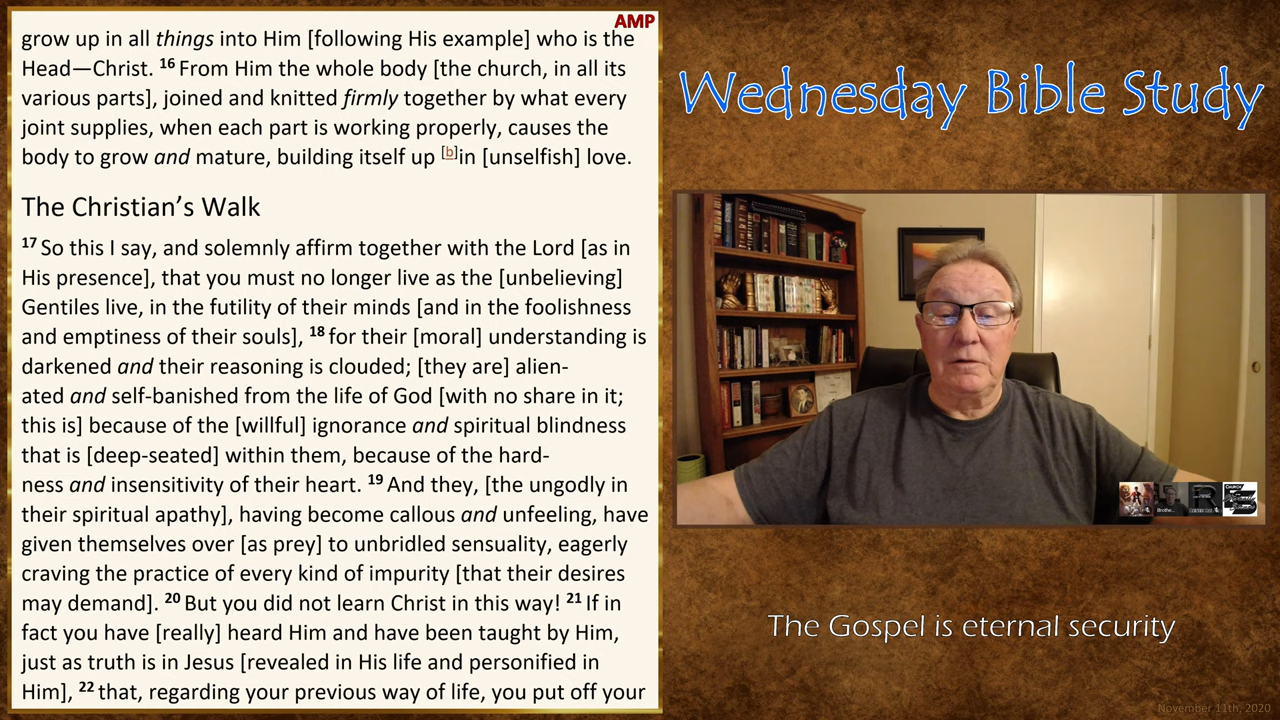 AMP
grow up in all things into Him [following His example] who is the
Head—Christ. 16 From Him the whole body [the church, in all its
various parts], joined and knitted firmly together by what every
joint supplies, when each part is working properly, causes the
body to grow and mature, building itself up [b]in [unselfish] love.
The Christian’s Walk
17 So this I say, and solemnly affirm together with the Lord [as in
His presence], that you must no longer live as the [unbelieving]
Gentiles live, in the futility of their minds [and in the foolishness
and emptiness of their souls], 18 for their [moral] understanding is
darkened and their reasoning is clouded; [they are] alien-
ated and self-banished from the life of God [with no share in it;
this is] because of the [willful] ignorance and spiritual blindness
that is [deep-seated] within them, because of the hard-
ness and insensitivity of their heart. 19 And they, [the ungodly in
their spiritual apathy], having become callous and unfeeling, have
given themselves over [as prey] to unbridled sensuality, eagerly
craving the practice of every kind of impurity [that their desires
may demand]. 20 But you did not learn Christ in this way! 21 If in
fact you have [really] heard Him and have been taught by Him,
just as truth is in Jesus [revealed in His life and personified in
Him], 22 that, regarding your previous way of life, you put off your
Wednesday Bible Study
Brothe...
The Gospel is eternal security
November 11th, 2020